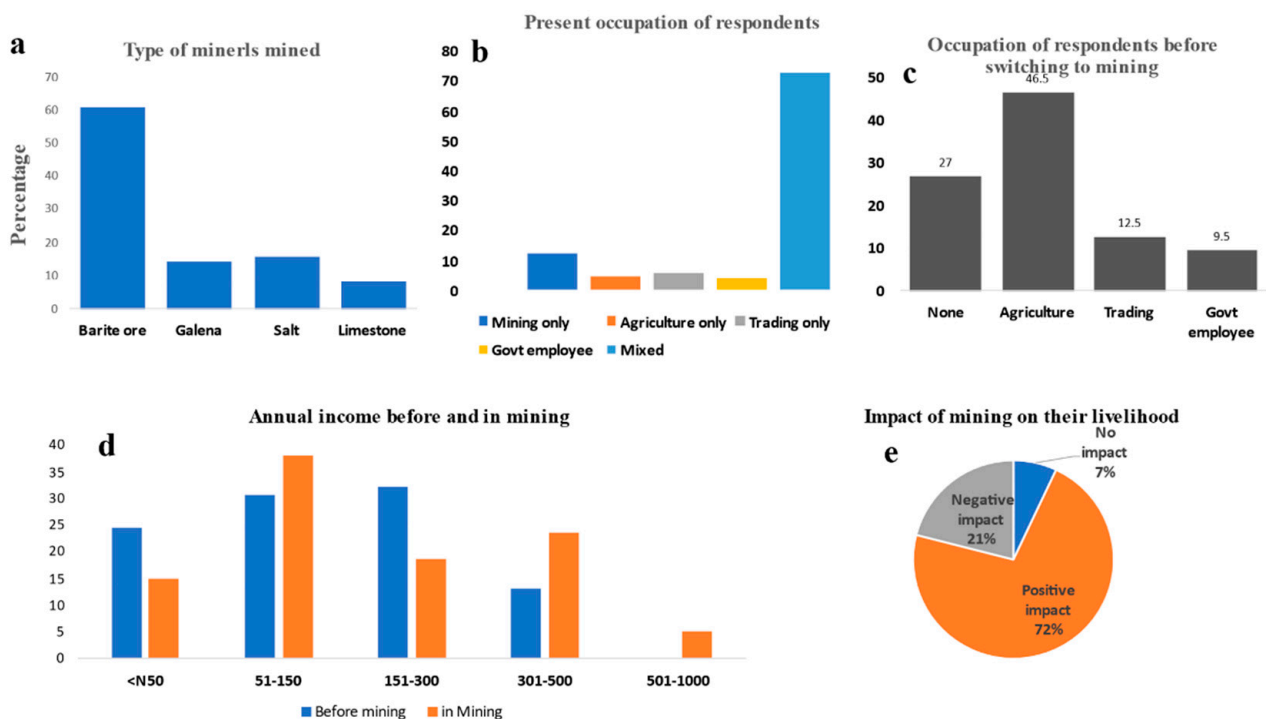 a
Type of minerls mined
Percentage
70
60
50
40
30
20
10
0
Barite ore Galena Salt Limestone
b
Present occupation of respondents
80
70
60
50
40
30
20
10
0
Mining only Agriculture only Trading only
Govt employee Mixed
c
Occupation of respondents before
switching to mining
50
40
30
20
10
0
27
46.5
12.5
9.5
None Agriculture Trading Govt
employee
d
Annual income before and in mining
40
35
30
25
20
15
10
5
0
<N50 51-150 151-300 301-500 501-1000
Before mining in Mining
e
Impact of mining on their livelihood
No
impact
7%
Negative
impact
21%
Positive
impact
72%